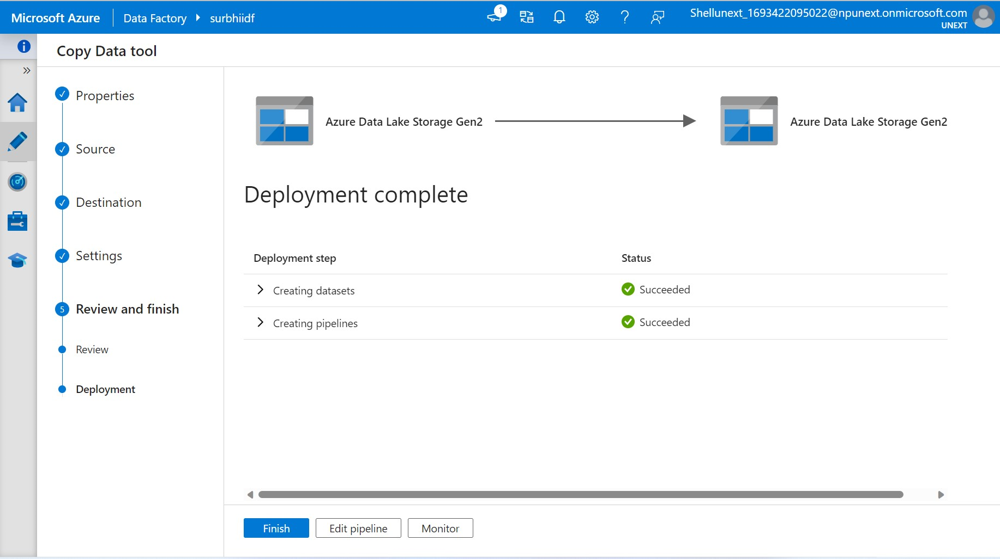 Microsoft Azure
Data Factory
surbhiidf
1
Shellunext_1693422095022@npunext.onmicrosoft.com
UNEXT
Copy Data tool
Properties
Source
Destination
Settings
5
Review and finish
Review
Deployment
Azure Data Lake Storage Gen2
Azure Data Lake Storage Gen2
Deployment complete
Deployment step Status
Creating datasets Succeeded
Creating pipelines Succeeded
Finish
Edit pipeline
Monitor